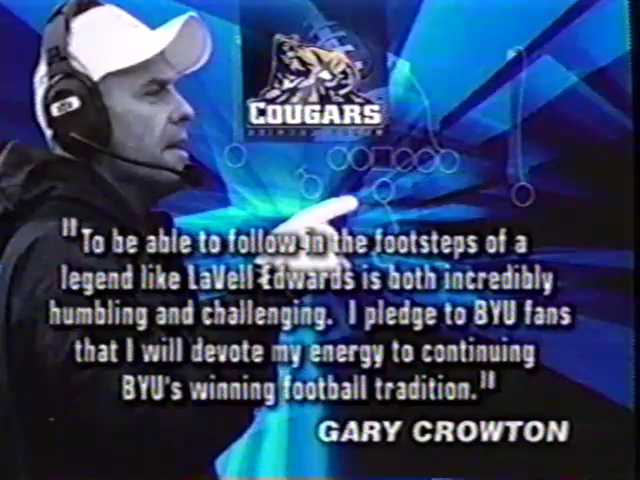 COUGARS
"To be able to follow in the footsteps of a
legend like LaVell Edwards is both incredibly
humbling and challenging. I pledge to BYU fans
that I will devote my energy to continuing
BYU's winning football tradition."
GARY CROWTON